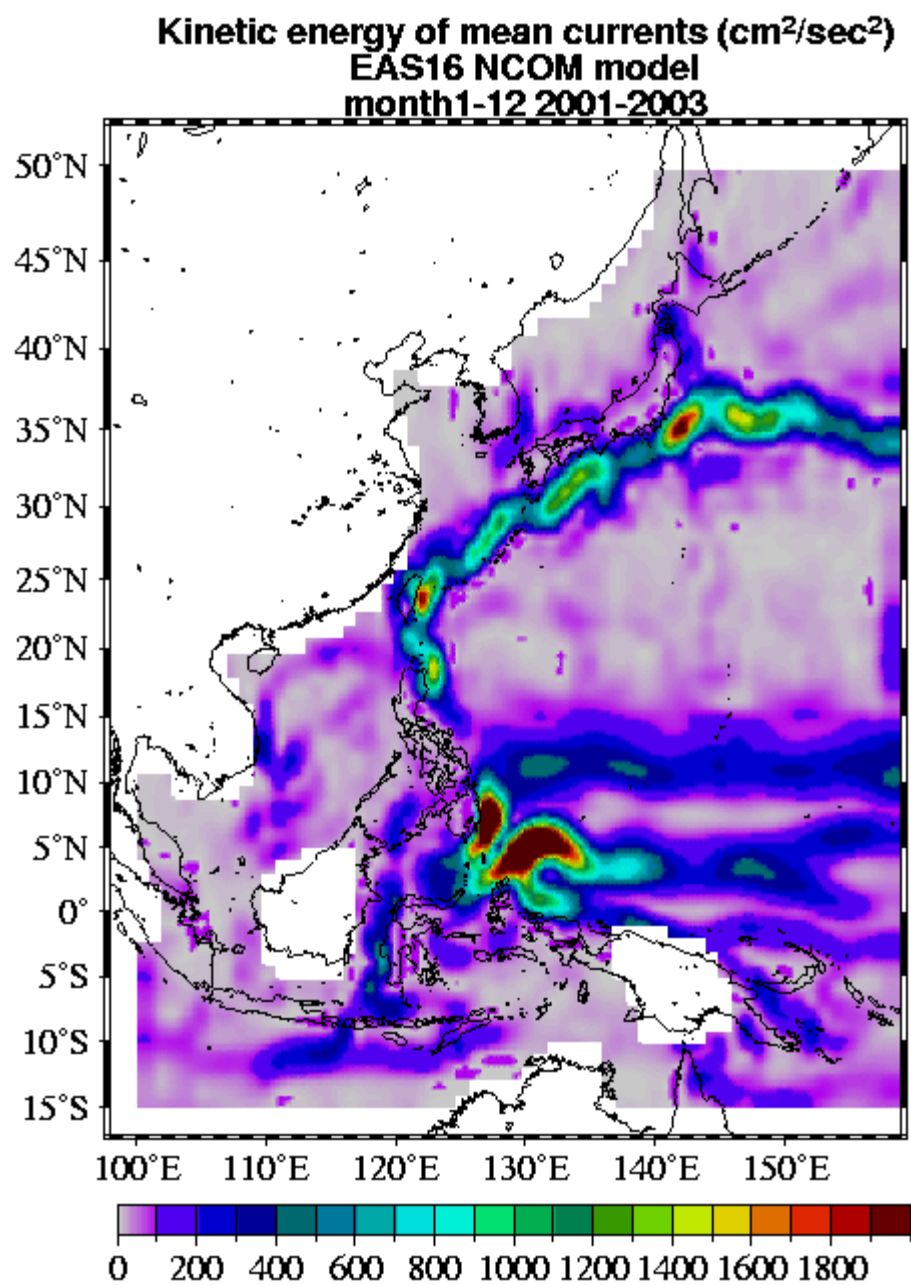 Kinetic energy of mean currents (cm²/sec²)
EAS16 NCOM model
month1-12 2001-2003
50°N
45°N
40°N
35°N
30°N
25°N
20°N
15°N
10°N
5°N
0°
5°S
10°S
15°S
100°E 110°E 120°E 130°E 140°E 150°E
0 200 400 600 800 1000 1200 1400 1600 1800